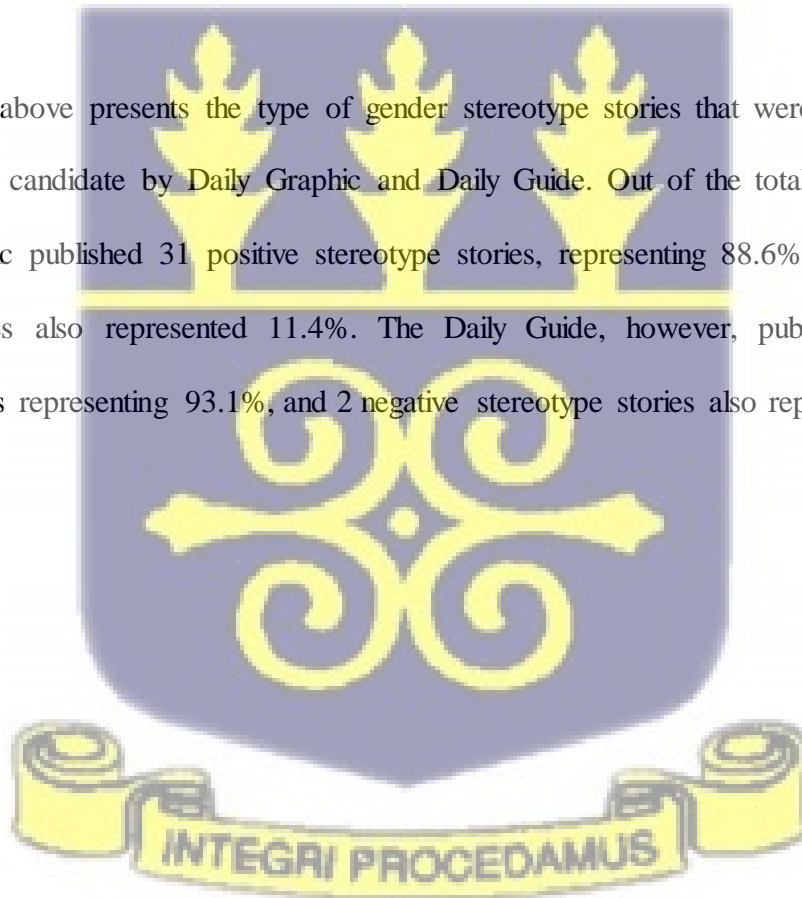 above presents the type of gender stereotype stories that were
candidate by Daily Graphic and Daily Guide. Out of the total
c published 31 positive stereotype stories, representing 88.6%
s also represented 11.4%. The Daily Guide, however, pub
s representing 93.1%, and 2 negative stereotype stories also rep
INTEGRI PROCEDAMUS